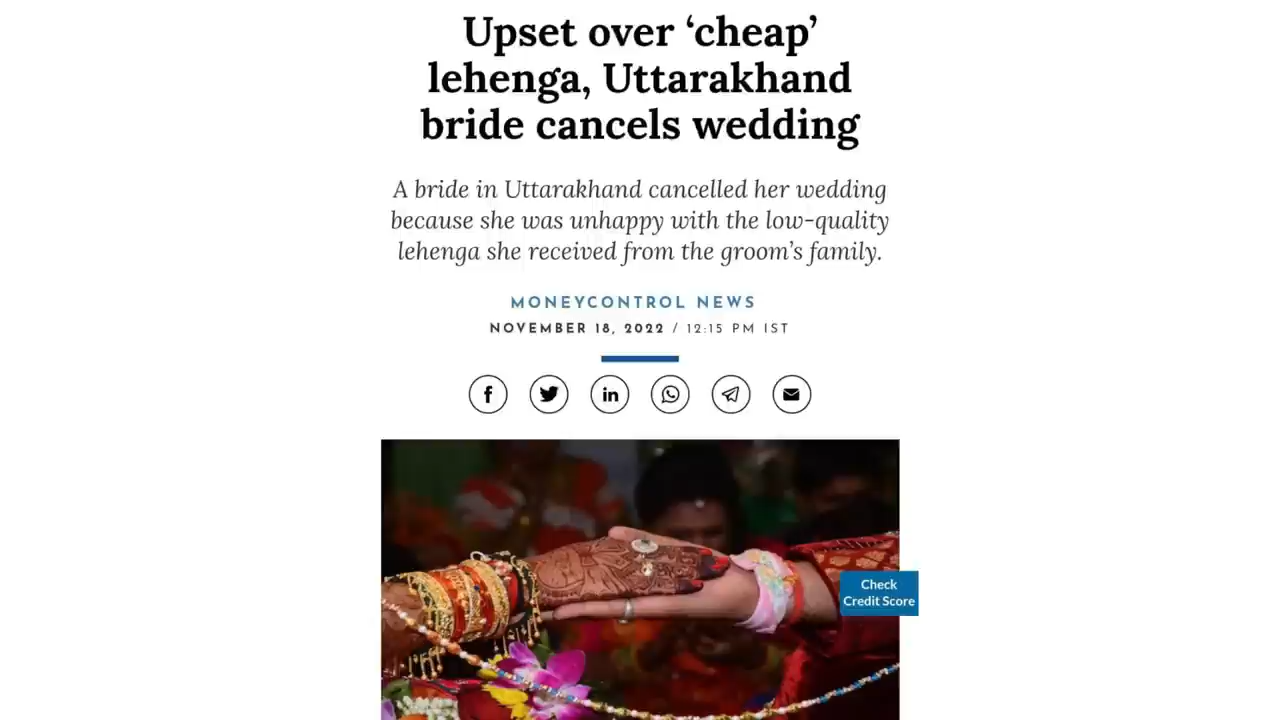 Upset over ‘cheap’
lehenga, Uttarakhand
bride cancels wedding
A bride in Uttarakhand cancelled her wedding
because she was unhappy with the low-quality
lehenga she received from the groom’s family.
MONEYCONTROL NEWS
NOVEMBER 18, 2022 / 12:15 PM IST
Check
Credit Score